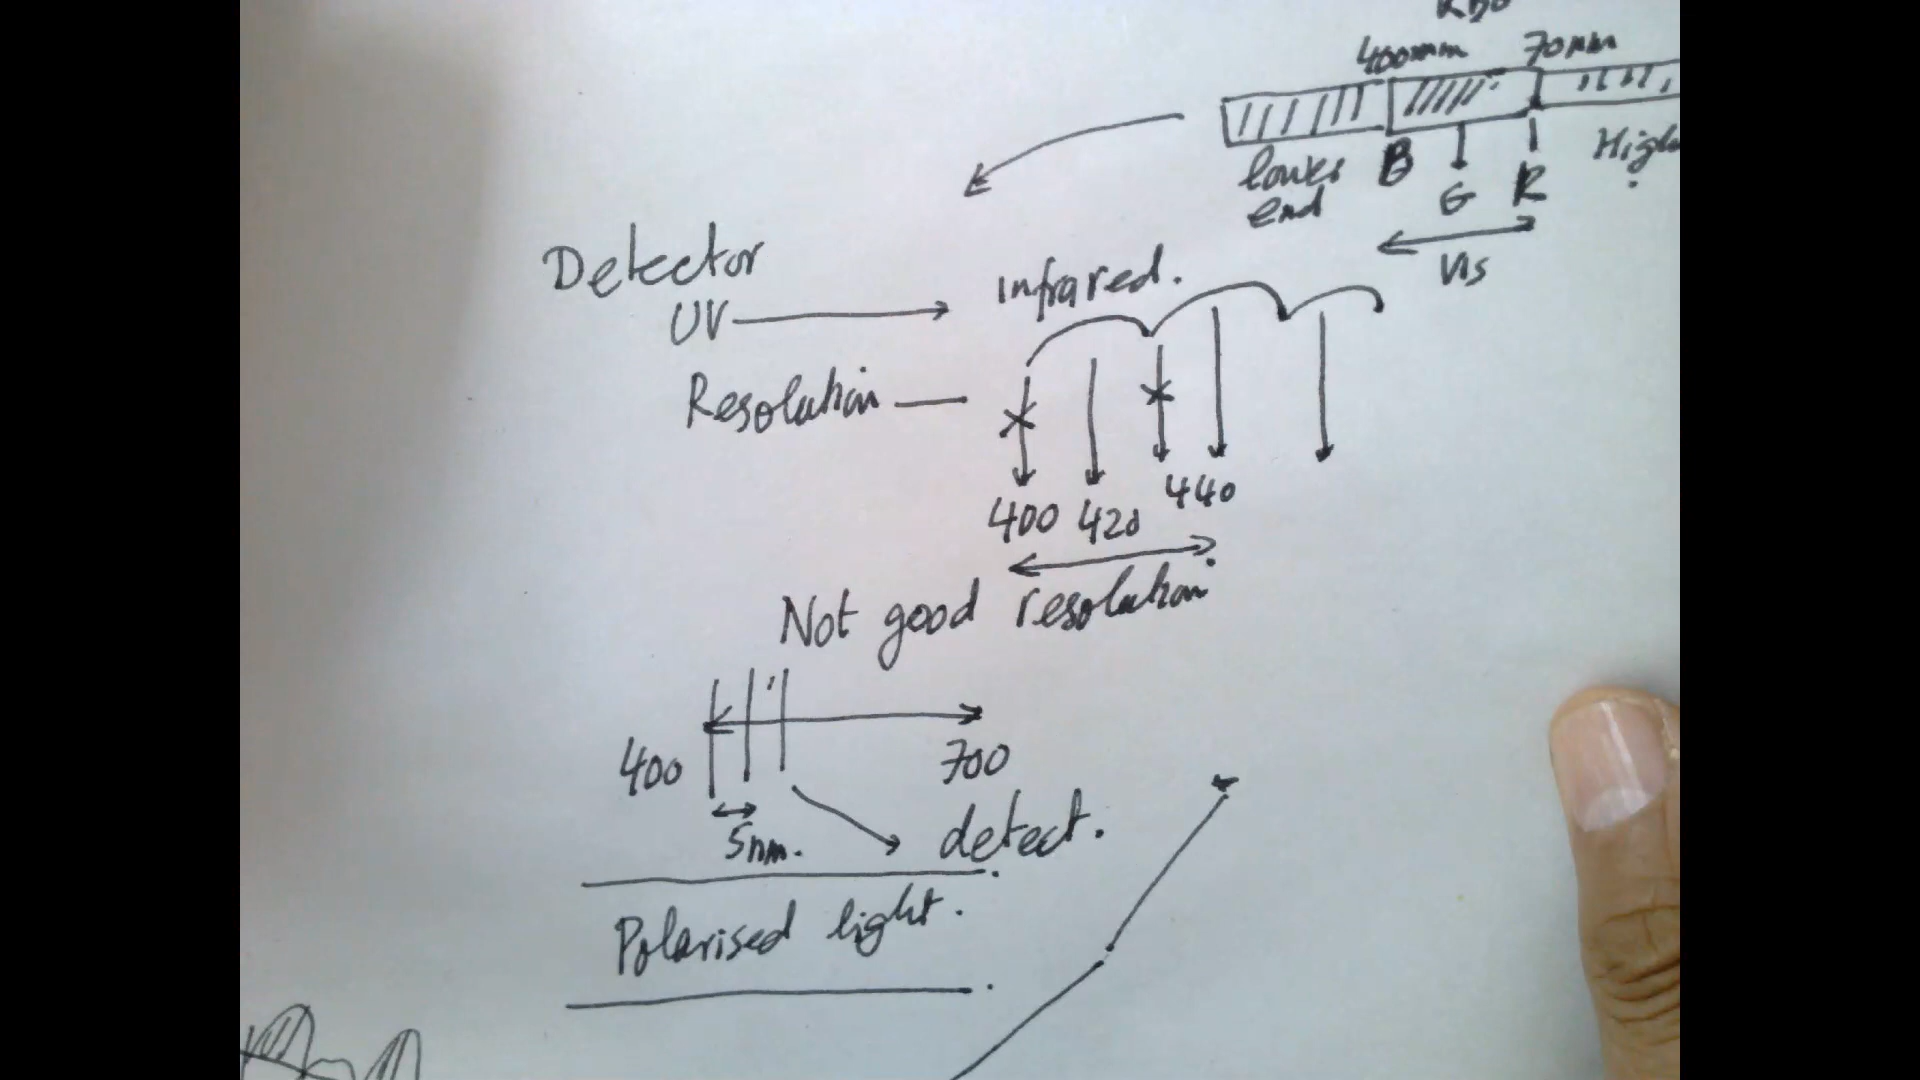 400nm 70nm
lower end B G R High
Vis
Detector
UV infrared.
Resolution
400 420 440
Not good resolution
400 700
5nm. detect.
Polarised light.